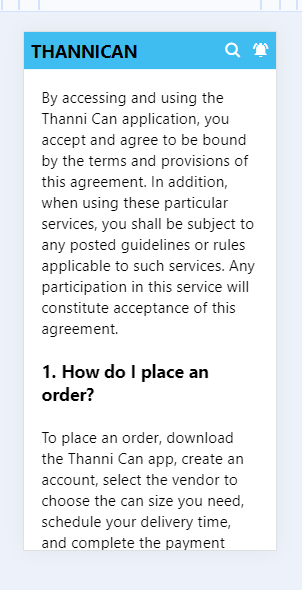 THANNICAN
By accessing and using the
Thanni Can application, you
accept and agree to be bound
by the terms and provisions of
this agreement. In addition,
when using these particular
services, you shall be subject to
any posted guidelines or rules
applicable to such services. Any
participation in this service will
constitute acceptance of this
agreement.
1. How do I place an
order?
To place an order, download
the Thanni Can app, create an
account, select the vendor to
choose the can size you need,
schedule your delivery time,
and complete the payment